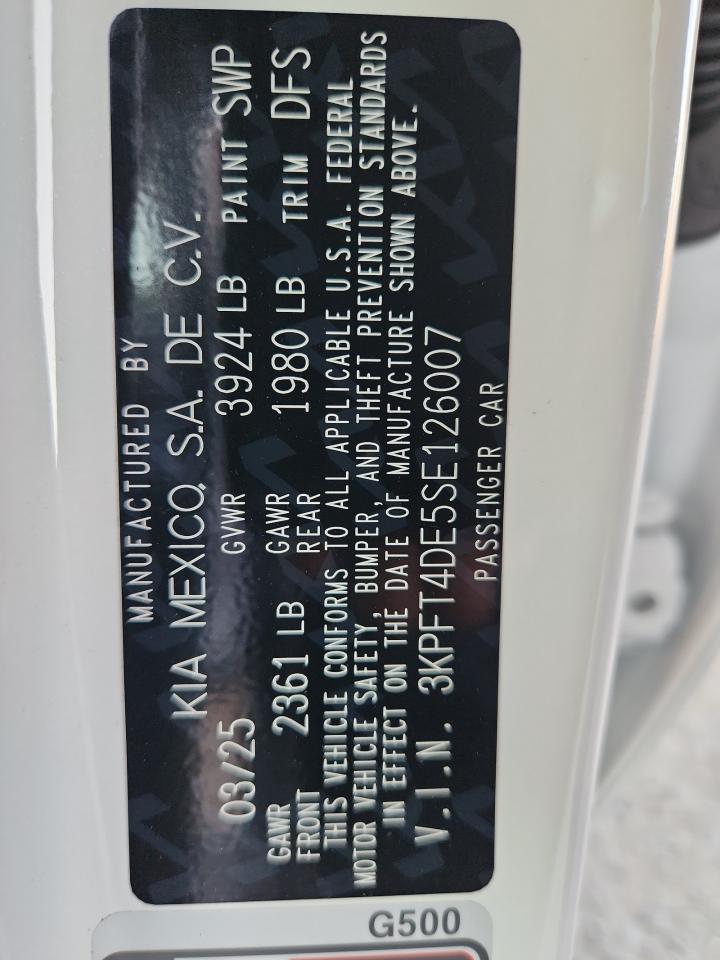 MANUFACTURED BY
KIA MEXICO, S.A. DE C.V.
03/25 GVWR 3924 LB PAINT SWP
GAWR FRONT 2361 LB GAWR REAR 1980 LB TRIM DFS
THIS VEHICLE CONFORMS TO ALL APPLICABLE U.S.A. FEDERAL
MOTOR VEHICLE SAFETY, BUMPER, AND THEFT PREVENTION STANDARDS
IN EFFECT ON THE DATE OF MANUFACTURE SHOWN ABOVE.
V.I.N. 3KPFT4DE5SE126007
PASSENGER CAR
G500